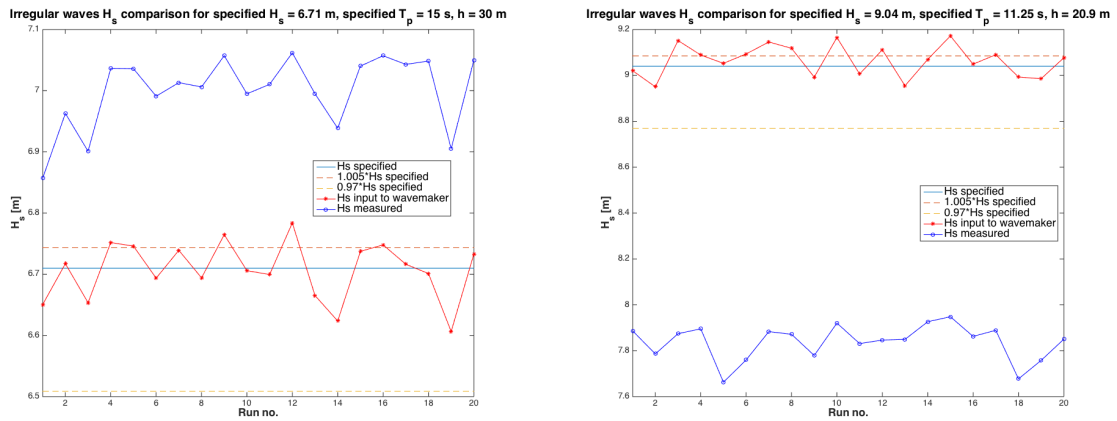 Irregular waves Hs comparison for specified Hs = 6.71 m, specified Tp = 15 s, h = 30 m
7.1
7
6.9
6.8
6.7
6.6
6.5
Hs [m]
Hs specified
1.005*Hs specified
0.97*Hs specified
Hs input to wavemaker
Hs measured
2 4 6 8 10 12 14 16 18 20
Run no.
Irregular waves Hs comparison for specified Hs = 9.04 m, specified Tp = 11.25 s, h = 20.9 m
9.2
9
8.8
8.6
8.4
8.2
8
7.8
7.6
Hs [m]
Hs specified
1.005*Hs specified
0.97*Hs specified
Hs input to wavemaker
Hs measured
2 4 6 8 10 12 14 16 18 20
Run no.